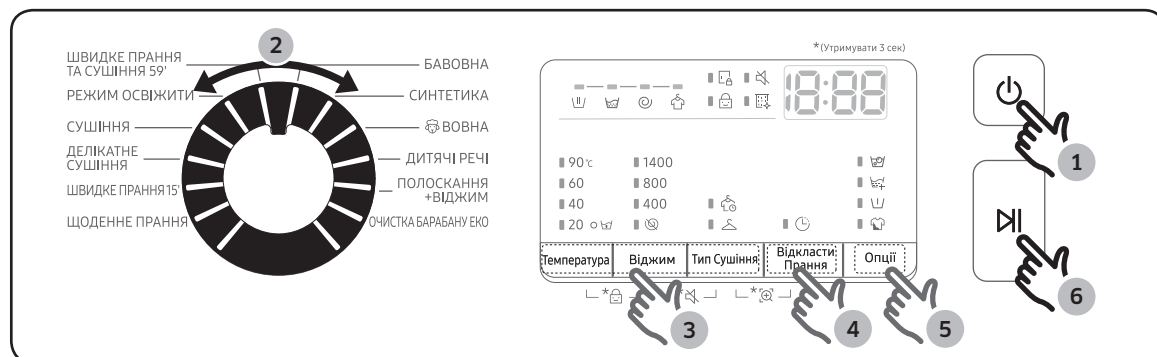 2
ШВИДКЕ ПРАННЯ
ТА СУШІННЯ 59'
РЕЖИМ ОСВІЖИТИ
СУШІННЯ
ДЕЛІКАТНЕ
СУШІННЯ
ШВИДКЕ ПРАННЯ 15'
ЩОДЕННЕ ПРАННЯ
БАВОВНА
СИНТЕТИКА
ВОВНА
ДИТЯЧІ РЕЧІ
ПОЛОСКАННЯ
+ВІДЖИМ
ОЧИСТКА БАРАБАНУ ЕКО
*(Утримувати 3 сек)
18:88
90 ℃ 1400
60 800
40 400
20
Температура Віджим Тип Сушіння Відкласти Прання Опції
* * *
3
4
5
1
6